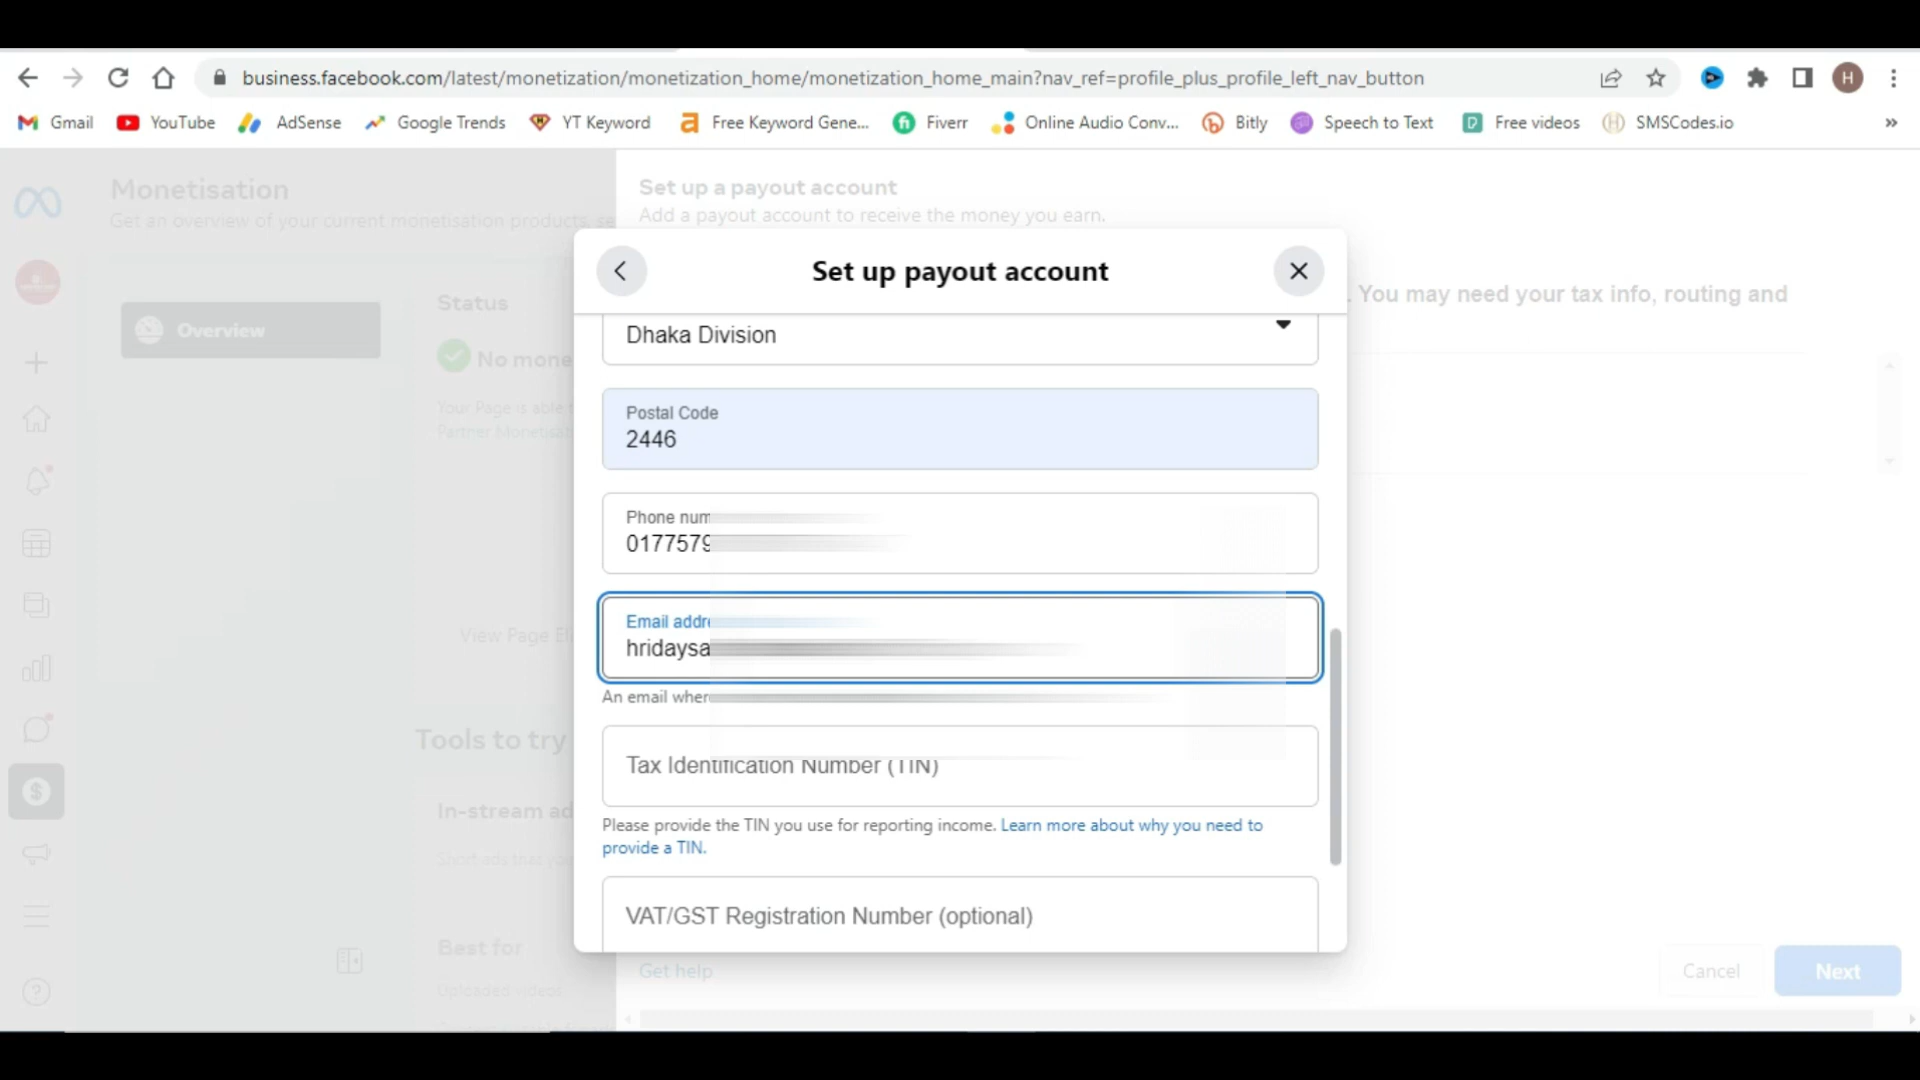 business.facebook.com/latest/monetization/monetization_home/monetization_home_main?nav_ref=profile_plus_profile_left_nav_button
H
Gmail YouTube AdSense Google Trends YT Keyword Free Keyword Gene... Fiverr Online Audio Conv... Bitly Speech to Text Free videos SMSCodes.io »
Monetisation
Get an overview of your current monetisation products, se
Set up a payout account
Add a payout account to receive the money you earn.
Overview
Status
No mone
Your Page is able
Partner Monetisat
View Page El
Tools to try
In-stream ad
Short ads that you
Best for
Uploaded videos
. You may need your tax info, routing and
Set up payout account
Dhaka Division
Postal Code
2446
Phone num
0177579
Email addre
hridaysa
An email wher
Tax Identification Number (TIN)
Please provide the TIN you use for reporting income. Learn more about why you need to
provide a TIN.
VAT/GST Registration Number (optional)
Get help
Cancel
Next